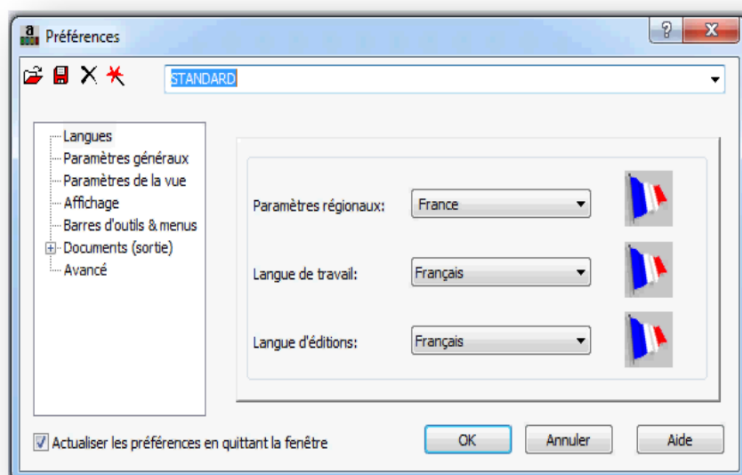 Préférences
STANDARD
Langues
Paramètres généraux
Paramètres de la vue
Affichage
Barres d'outils & menus
Documents (sortie)
Avancé
Paramètres régionaux: France
Langue de travail: Français
Langue d'éditions: Français
Actualiser les préférences en quittant la fenêtre
OK Annuler Aide